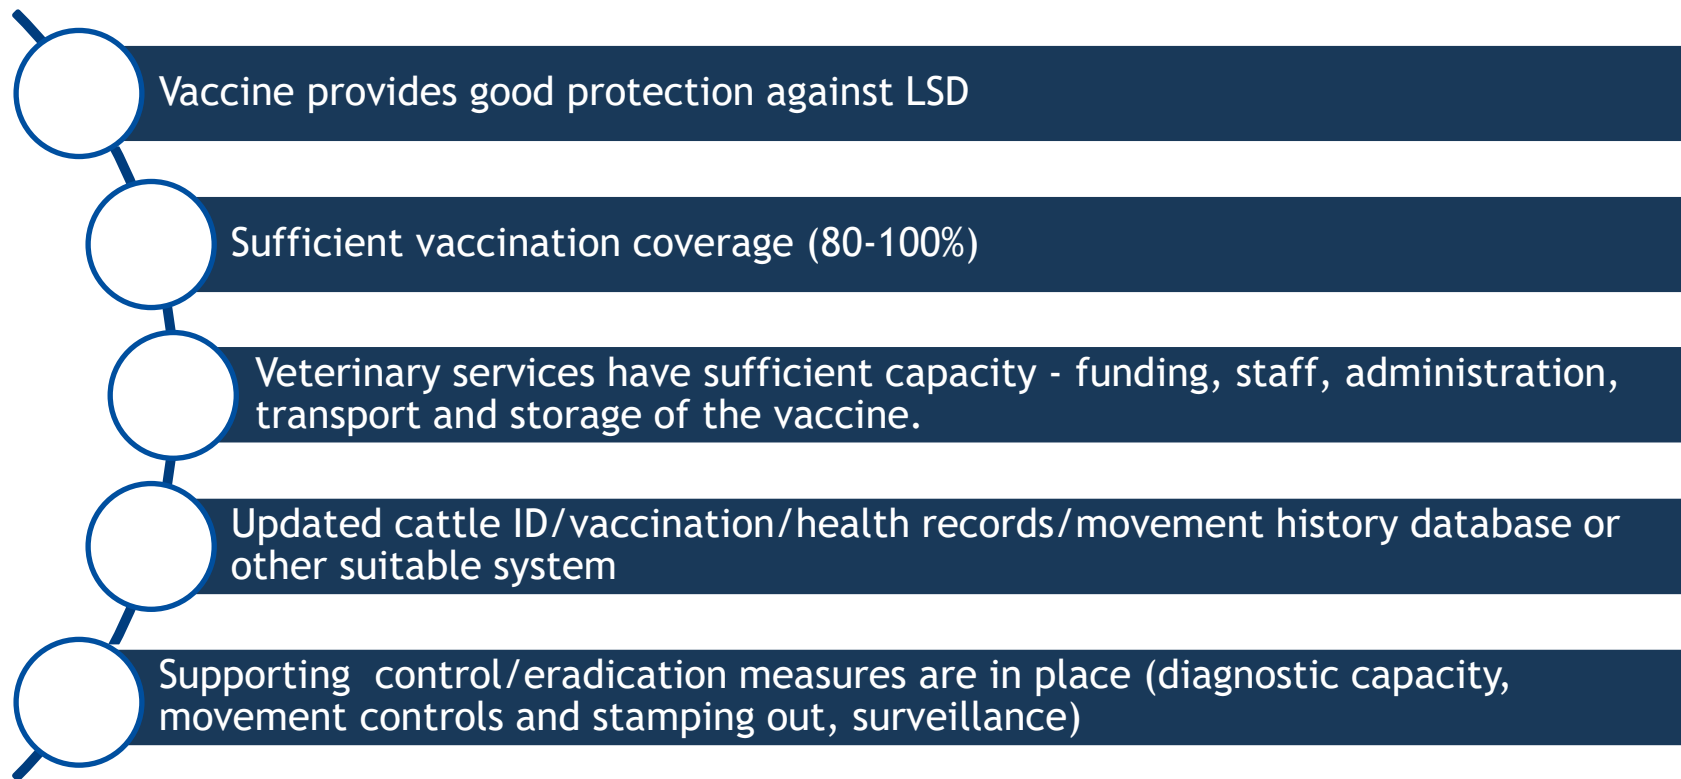 Vaccine provides good protection against LSD
Sufficient vaccination coverage (80-100%)
Veterinary services have sufficient capacity - funding, staff, administration,
transport and storage of the vaccine.
Updated cattle ID/vaccination/health records/movement history database or
other suitable system
Supporting  control/eradication measures are in place (diagnostic capacity,
movement controls and stamping out, surveillance)